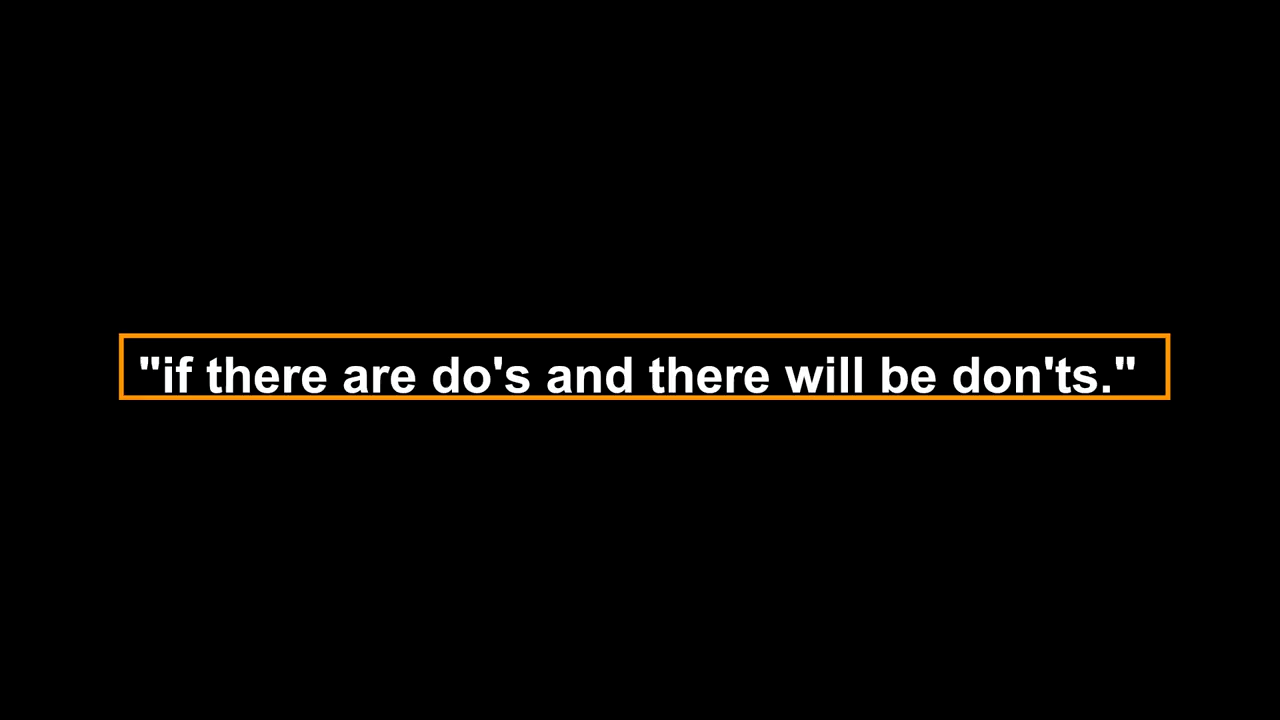 "if there are do's and there will be don'ts."